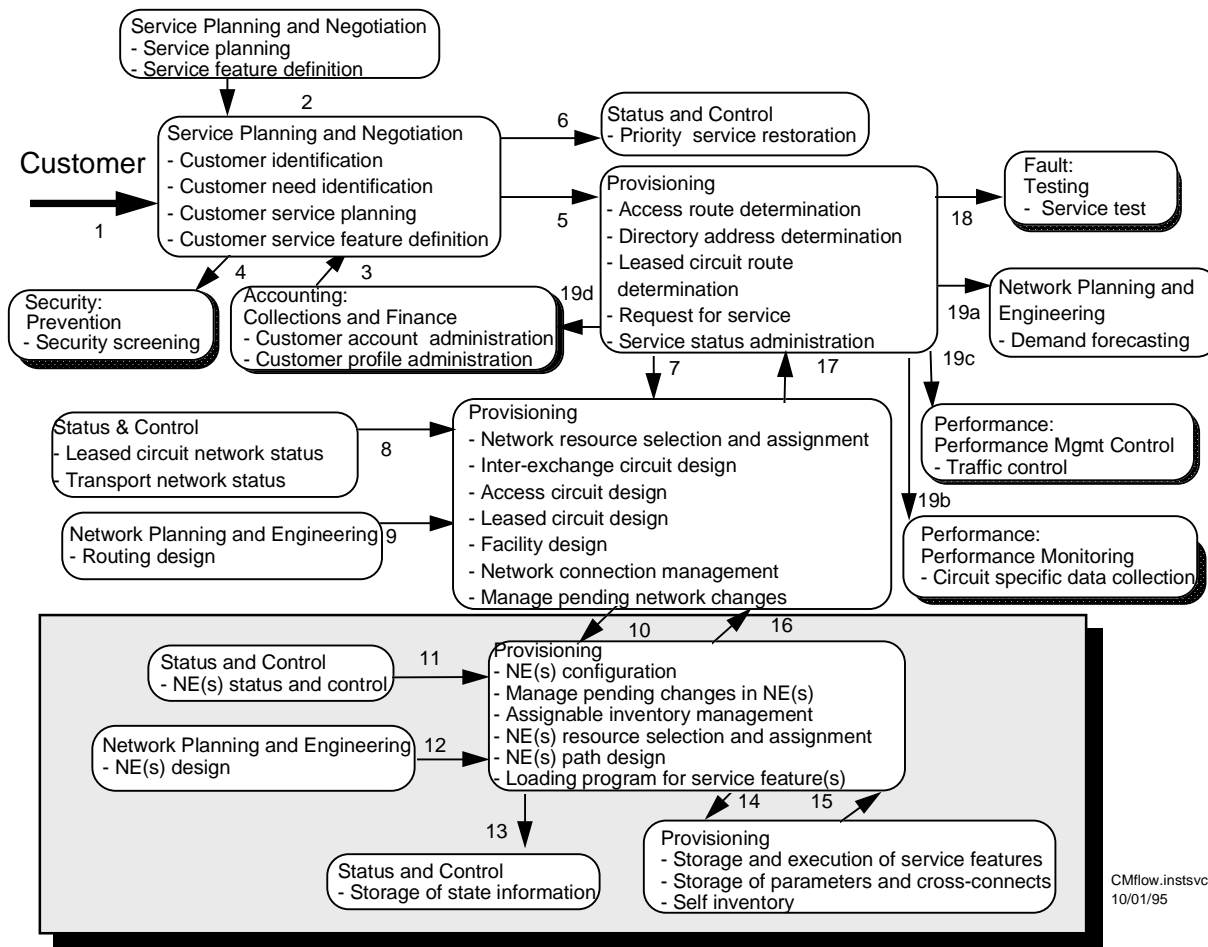 Service Planning and Negotiation
- Service planning
- Service feature definition
2
Service Planning and Negotiation
- Customer identification
- Customer need identification
- Customer service planning
- Customer service feature definition
Customer
1
6
Status and Control
- Priority service restoration
5
Provisioning
- Access route determination
- Directory address determination
- Leased circuit route
determination
- Request for service
- Service status administration
18
Fault:
Testing
- Service test
4
3
Security:
Prevention
- Security screening
Accounting:
Collections and Finance
- Customer account administration
- Customer profile administration
19d
19a
Network Planning and
Engineering
- Demand forecasting
7
17
19c
Status & Control
- Leased circuit network status
- Transport network status
8
Provisioning
- Network resource selection and assignment
- Inter-exchange circuit design
- Access circuit design
- Leased circuit design
- Facility design
- Network connection management
- Manage pending network changes
Performance:
Performance Mgmt Control
- Traffic control
19b
Network Planning and Engineering
- Routing design
9
Performance:
Performance Monitoring
- Circuit specific data collection
10
16
Status and Control
- NE(s) status and control
11
Provisioning
- NE(s) configuration
- Manage pending changes in NE(s)
- Assignable inventory management
- NE(s) resource selection and assignment
- NE(s) path design
- Loading program for service feature(s)
Network Planning and Engineering
- NE(s) design
12
13
14
15
Status and Control
- Storage of state information
Provisioning
- Storage and execution of service features
- Storage of parameters and cross-connects
- Self inventory
CMflow.instsvc
10/01/95